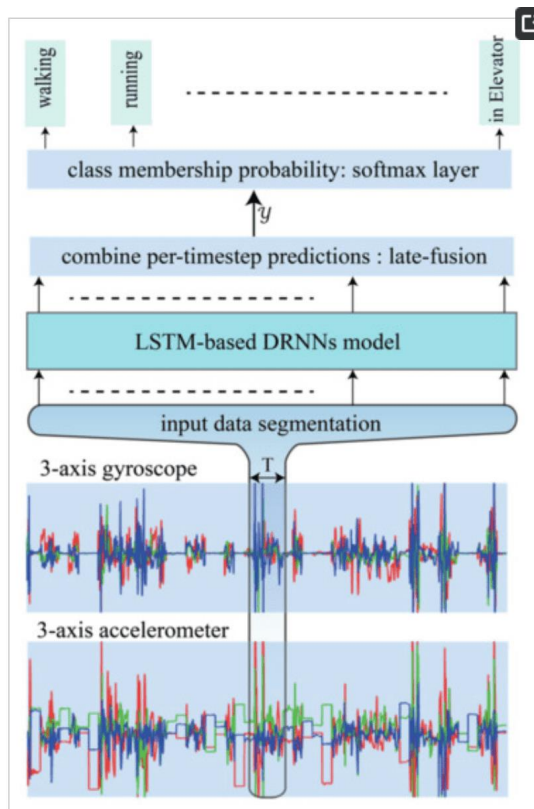 walking
running
in Elevator
class membership probability: softmax layer
y
combine per-timestep predictions : late-fusion
LSTM-based DRNNs model
input data segmentation
T
3-axis gyroscope
3-axis accelerometer